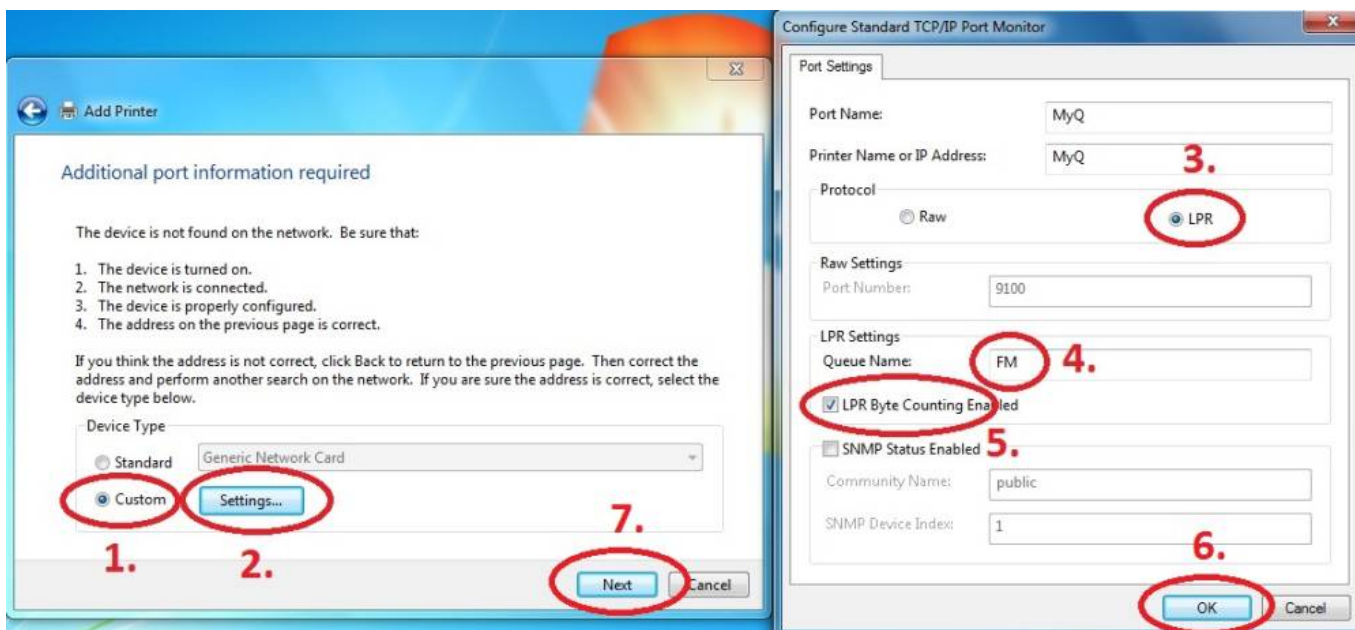 Add Printer
Additional port information required
The device is not found on the network. Be sure that:
1. The device is turned on.
2. The network is connected.
3. The device is properly configured.
4. The address on the previous page is correct.
If you think the address is not correct, click Back to return to the previous page. Then correct the
address and perform another search on the network. If you are sure the address is correct, select the
device type below.
Device Type
Standard
Generic Network Card
Custom
Settings...
1.
2.
7.
Next
Cancel
Configure Standard TCP/IP Port Monitor
Port Settings
Port Name:
MyQ
Printer Name or IP Address:
MyQ
3.
Protocol
Raw
LPR
Raw Settings
Port Number:
9100
LPR Settings
Queue Name:
FM
4.
LPR Byte Counting Enabled
5.
SNMP Status Enabled
Community Name:
public
SNMP Device Index:
1
6.
OK
Cancel